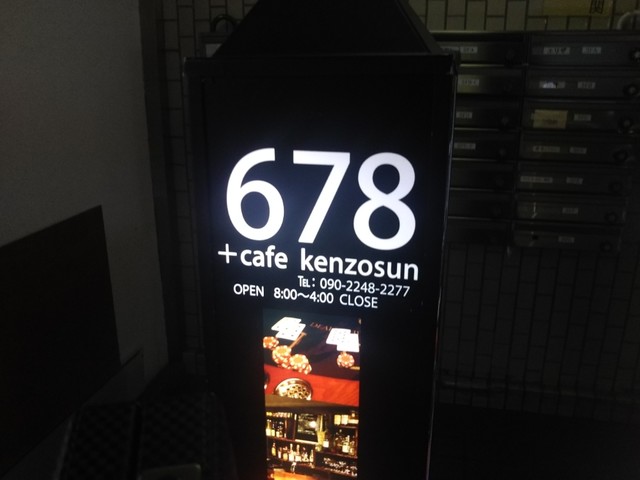 678
+cafe kenzosun
TEL: 090-2248-2277
OPEN 8:00〜4:00 CLOSE